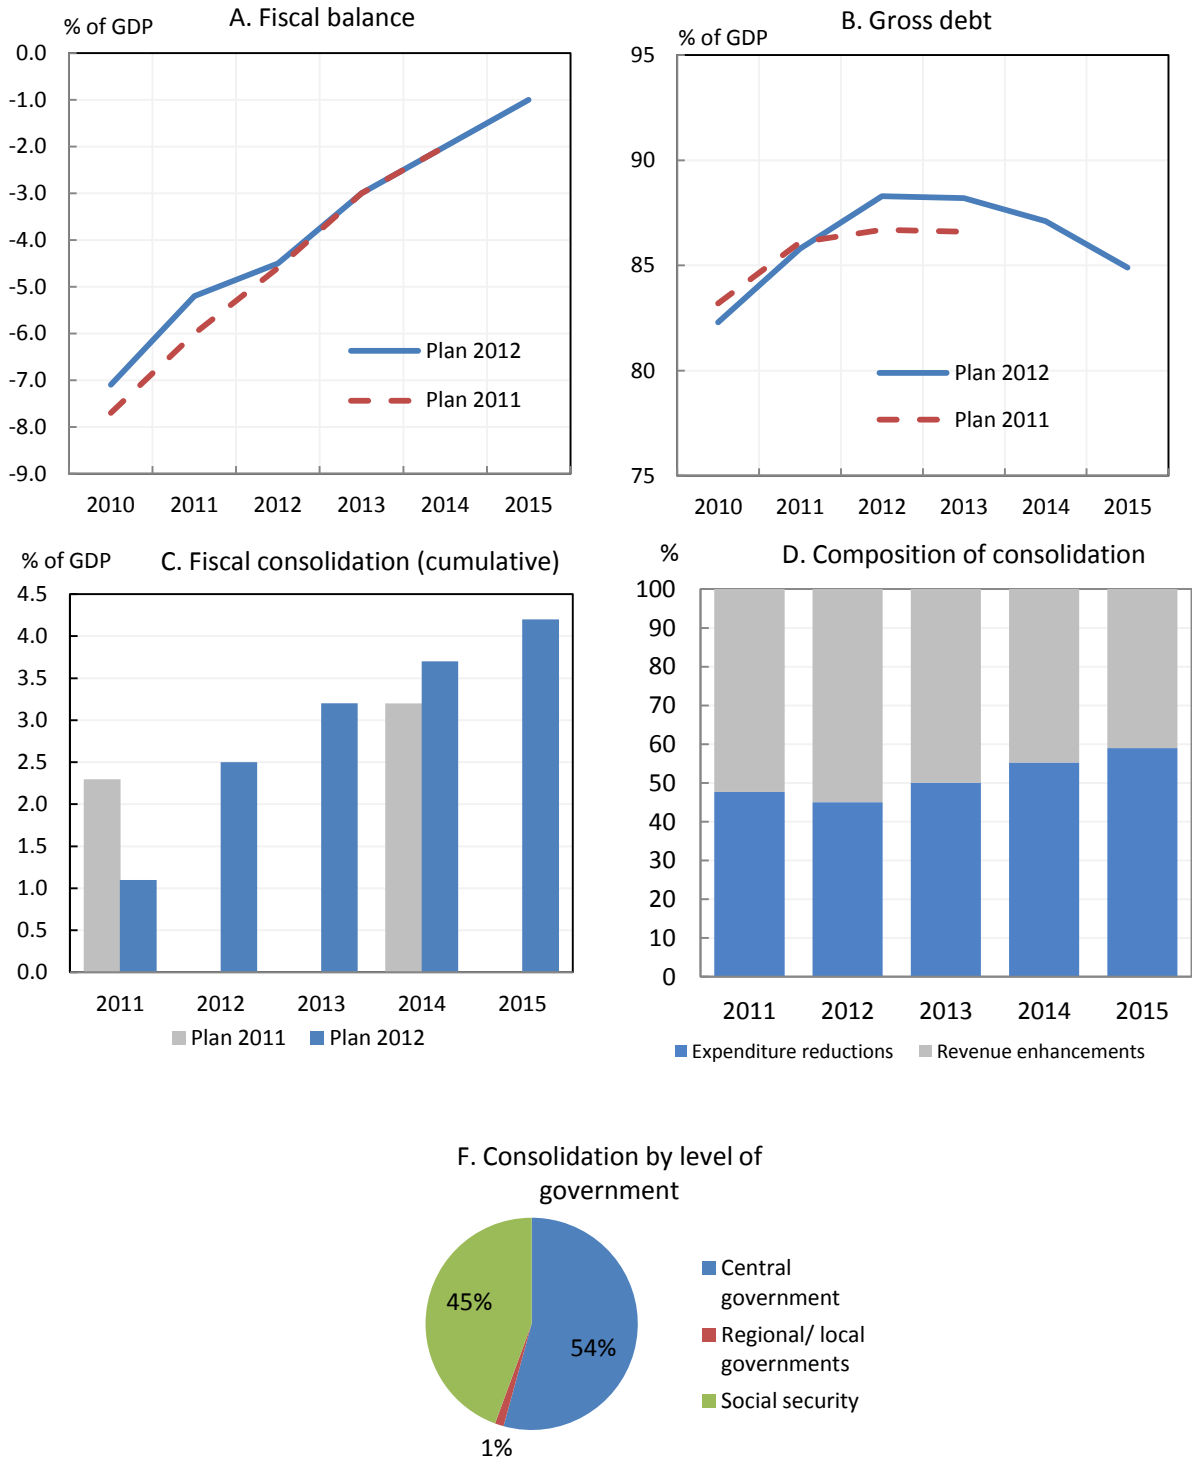 A. Fiscal balance
% of GDP
0.0
-1.0
-2.0
-3.0
-4.0
-5.0
-6.0
-7.0
-8.0
-9.0
Plan 2012
Plan 2011
2010 2011 2012 2013 2014 2015
B. Gross debt
% of GDP
95
90
85
80
75
Plan 2012
Plan 2011
2010 2011 2012 2013 2014 2015
% of GDP
C. Fiscal consolidation (cumulative)
4.5
4.0
3.5
3.0
2.5
2.0
1.5
1.0
0.5
0.0
2011 2012 2013 2014 2015
Plan 2011 Plan 2012
%
D. Composition of consolidation
100
90
80
70
60
50
40
30
20
10
0
2011 2012 2013 2014 2015
Expenditure reductions Revenue enhancements
F. Consolidation by level of
government
45%
54%
1%
Central
government
Regional/ local
governments
Social security